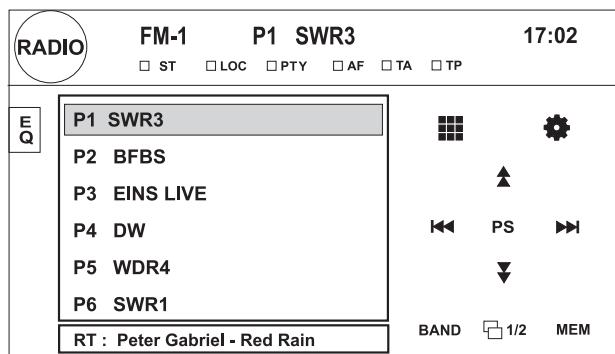 RADIO
FM-1 P1 SWR3 17:02
ST LOC PTY AF TA TP
EQ
P1 SWR3
P2 BFBS
P3 EINS LIVE
P4 DW
P5 WDR4
P6 SWR1
PS
RT : Peter Gabriel - Red Rain
BAND 1/2 MEM